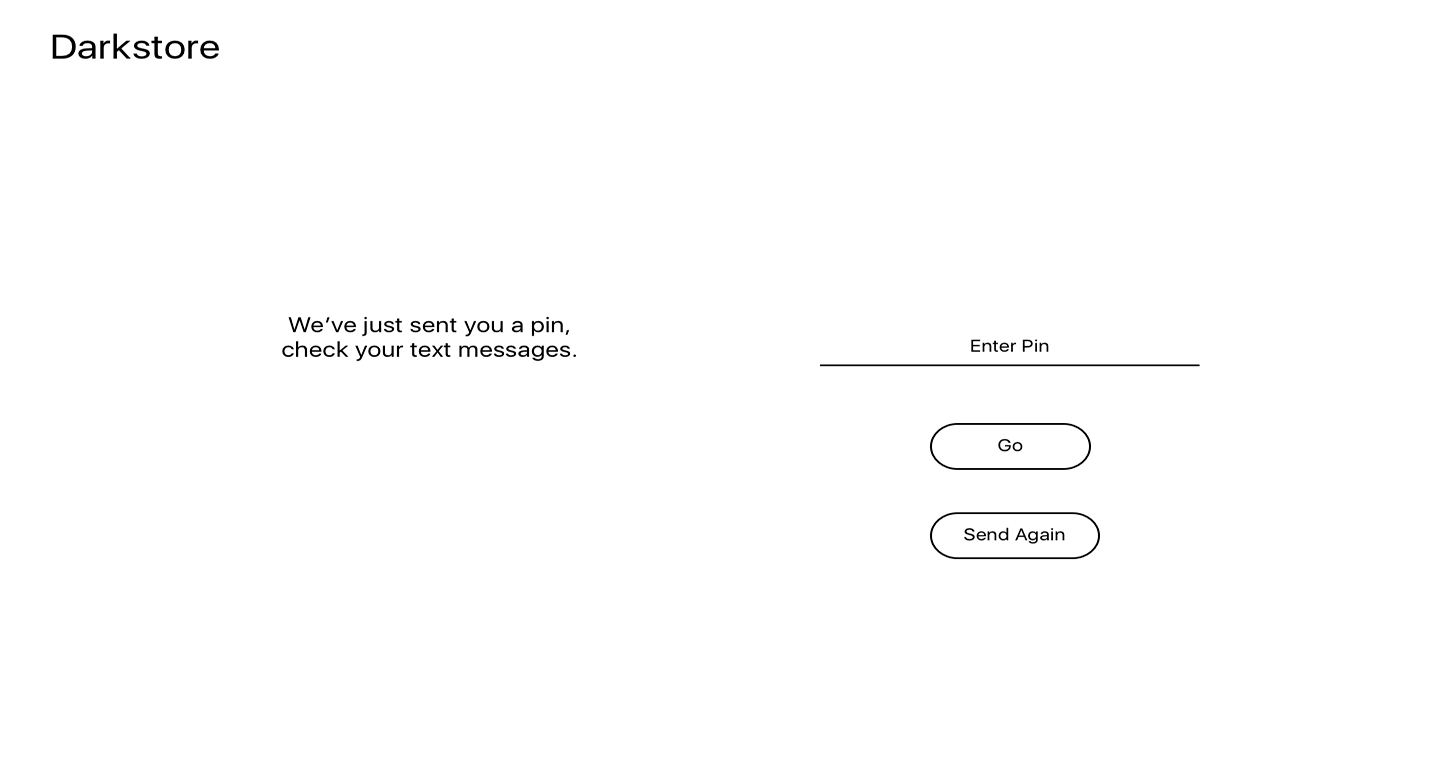 Darkstore
We’ve just sent you a pin,
check your text messages.
Enter Pin
Go
Send Again